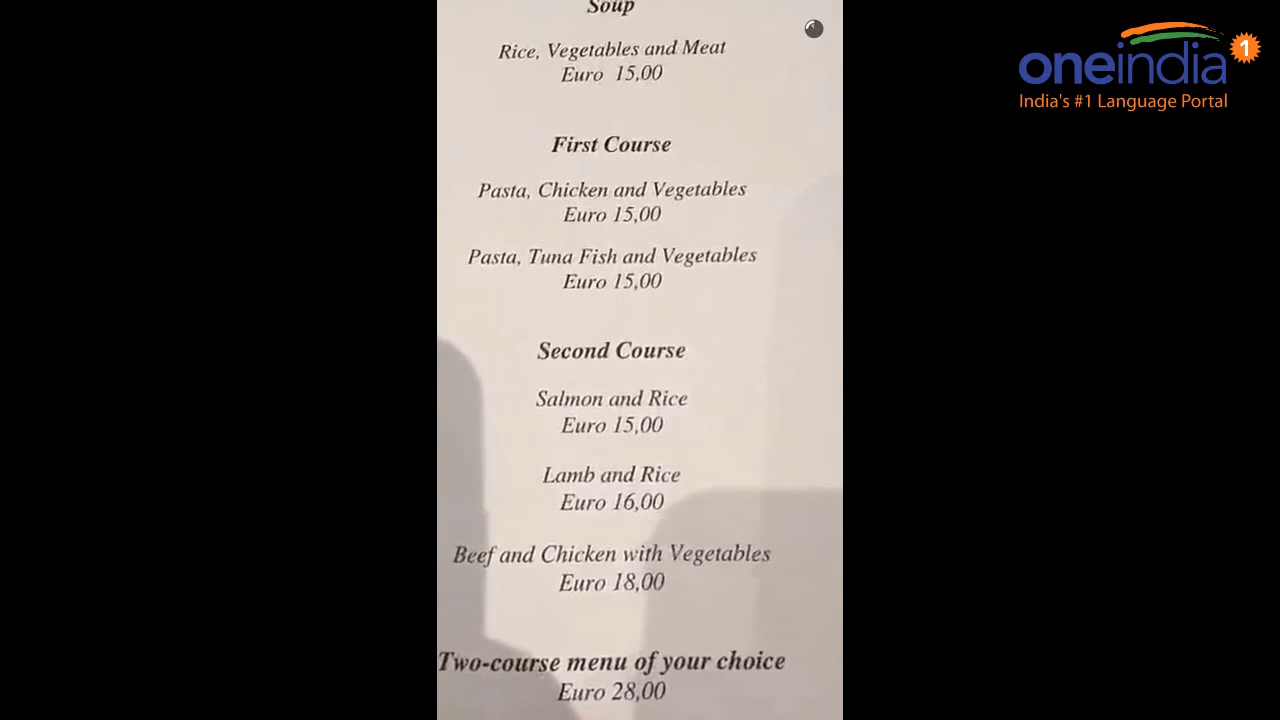 Soup
Rice, Vegetables and Meat
Euro 15,00
First Course
Pasta, Chicken and Vegetables
Euro 15,00
Pasta, Tuna Fish and Vegetables
Euro 15,00
Second Course
Salmon and Rice
Euro 15,00
Lamb and Rice
Euro 16,00
Beef and Chicken with Vegetables
Euro 18,00
Two-course menu of your choice
Euro 28,00
oneindia 1
India's #1 Language Portal